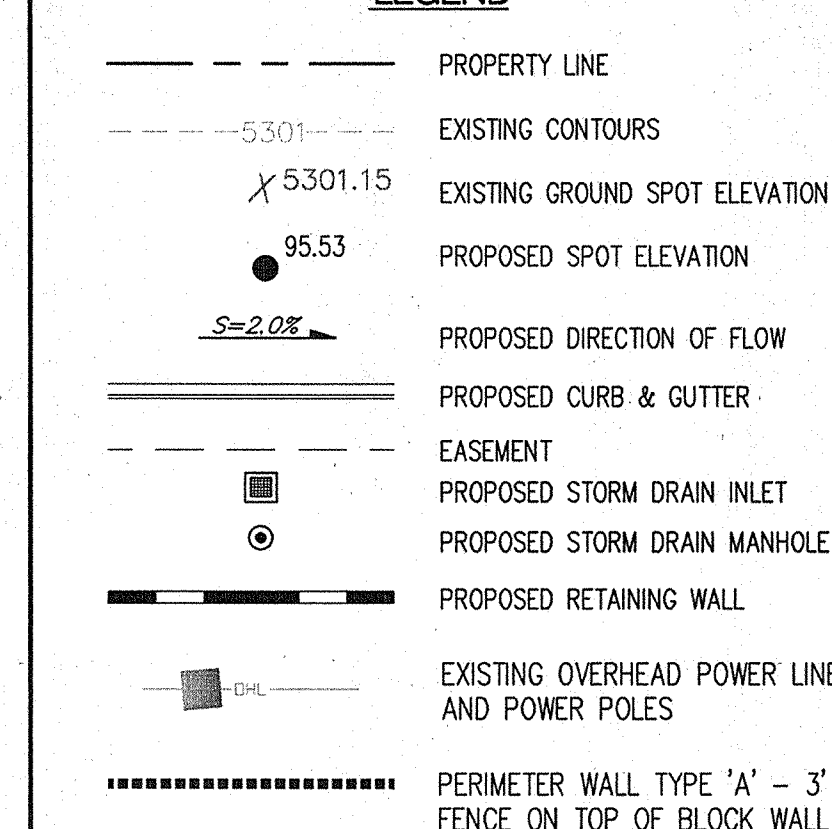 LEGEND
PROPERTY LINE
5301 EXISTING CONTOURS
X 5301.15 EXISTING GROUND SPOT ELEVATION
95.53 PROPOSED SPOT ELEVATION
S=2.0% PROPOSED DIRECTION OF FLOW
PROPOSED CURB & GUTTER
EASEMENT
PROPOSED STORM DRAIN INLET
PROPOSED STORM DRAIN MANHOLE
PROPOSED RETAINING WALL
OHL EXISTING OVERHEAD POWER LINE
AND POWER POLES
PERIMETER WALL TYPE 'A' – 3'
FENCE ON TOP OF BLOCK WALL